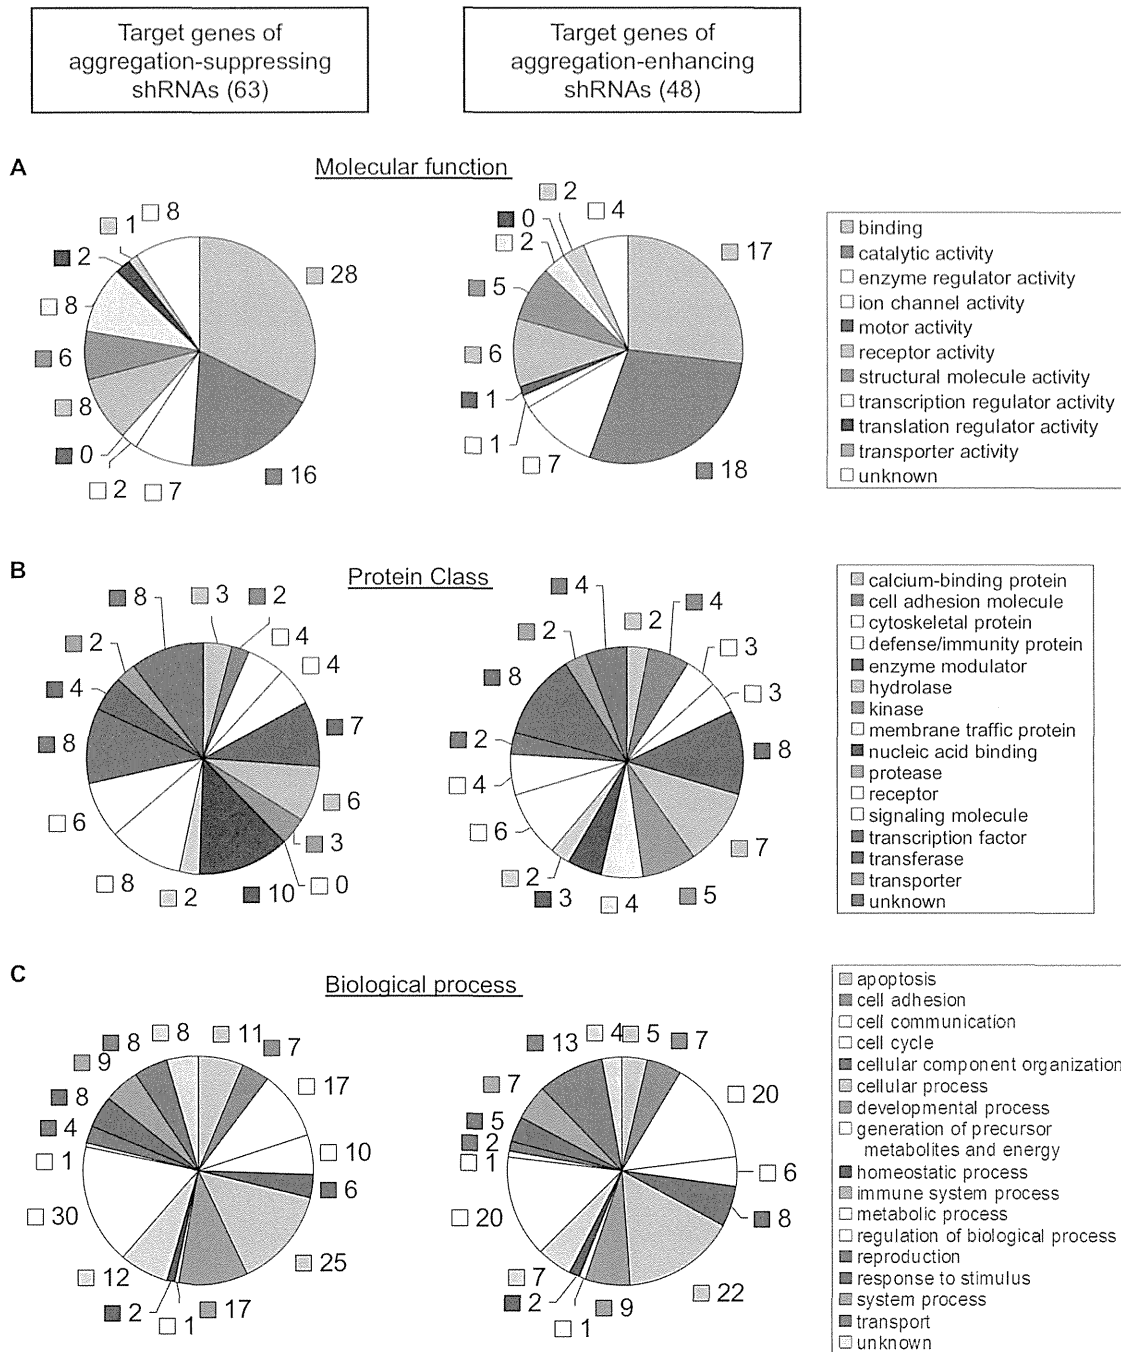 Target genes of
aggregation-suppressing
shRNAs (63)
Target genes of
aggregation-enhancing
shRNAs (48)
A
Molecular function
8
1
2
8
6
8
0
2
7
16
28
2
4
0
2
5
6
1
1
7
18
17
binding
catalytic activity
enzyme regulator activity
ion channel activity
motor activity
receptor activity
structural molecule activity
transcription regulator activity
translation regulator activity
transporter activity
unknown
B
Protein Class
3
2
4
4
7
6
3
0
10
2
8
6
8
4
2
8
2
4
3
3
8
7
5
4
3
2
6
4
2
8
2
4
calcium-binding protein
cell adhesion molecule
cytoskeletal protein
defense/immunity protein
enzyme modulator
hydrolase
kinase
membrane traffic protein
nucleic acid binding
protease
receptor
signaling molecule
transcription factor
transferase
transporter
unknown
C
Biological process
11
7
17
10
6
25
17
1
2
12
30
1
4
8
9
8
8
5
7
20
6
8
22
9
1
2
7
20
1
2
5
7
13
4
apoptosis
cell adhesion
cell communication
cell cycle
cellular component organization
cellular process
developmental process
generation of precursor
metabolites and energy
homeostatic process
immune system process
metabolic process
regulation of biological process
reproduction
response to stimulus
system process
transport
unknown